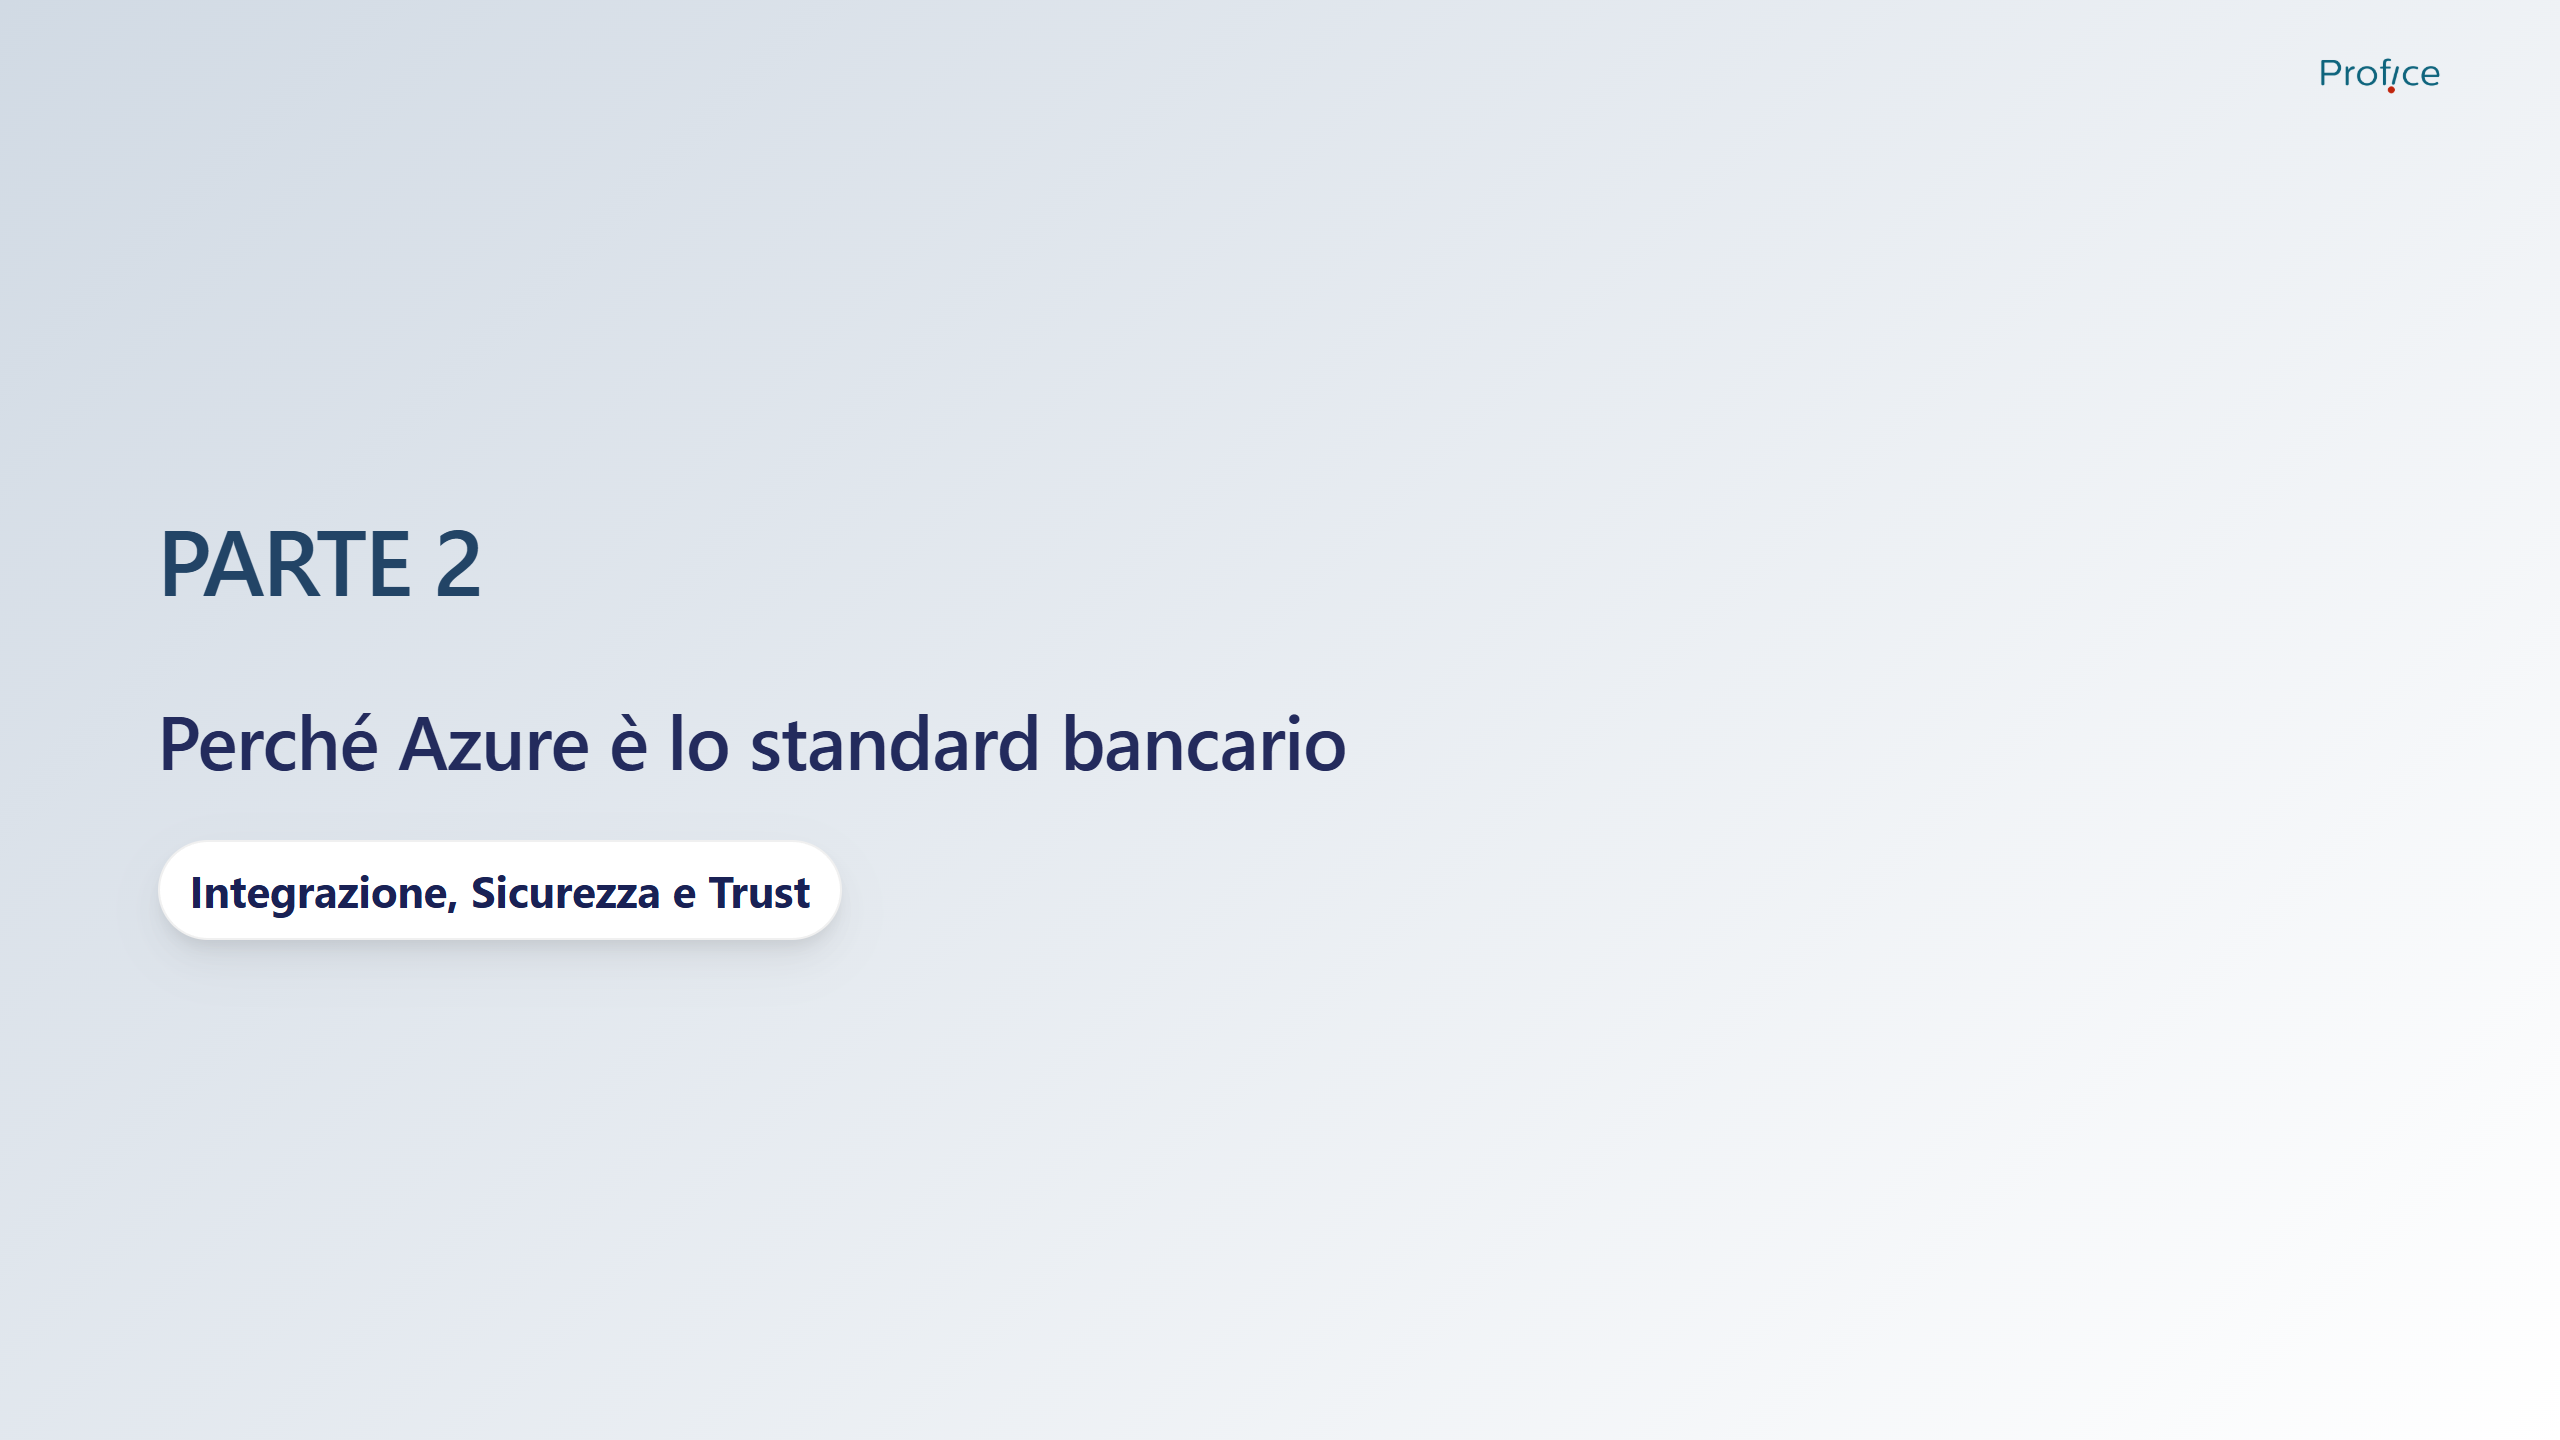 Profice
PARTE 2
Perché Azure è lo standard bancario
Integrazione, Sicurezza e Trust